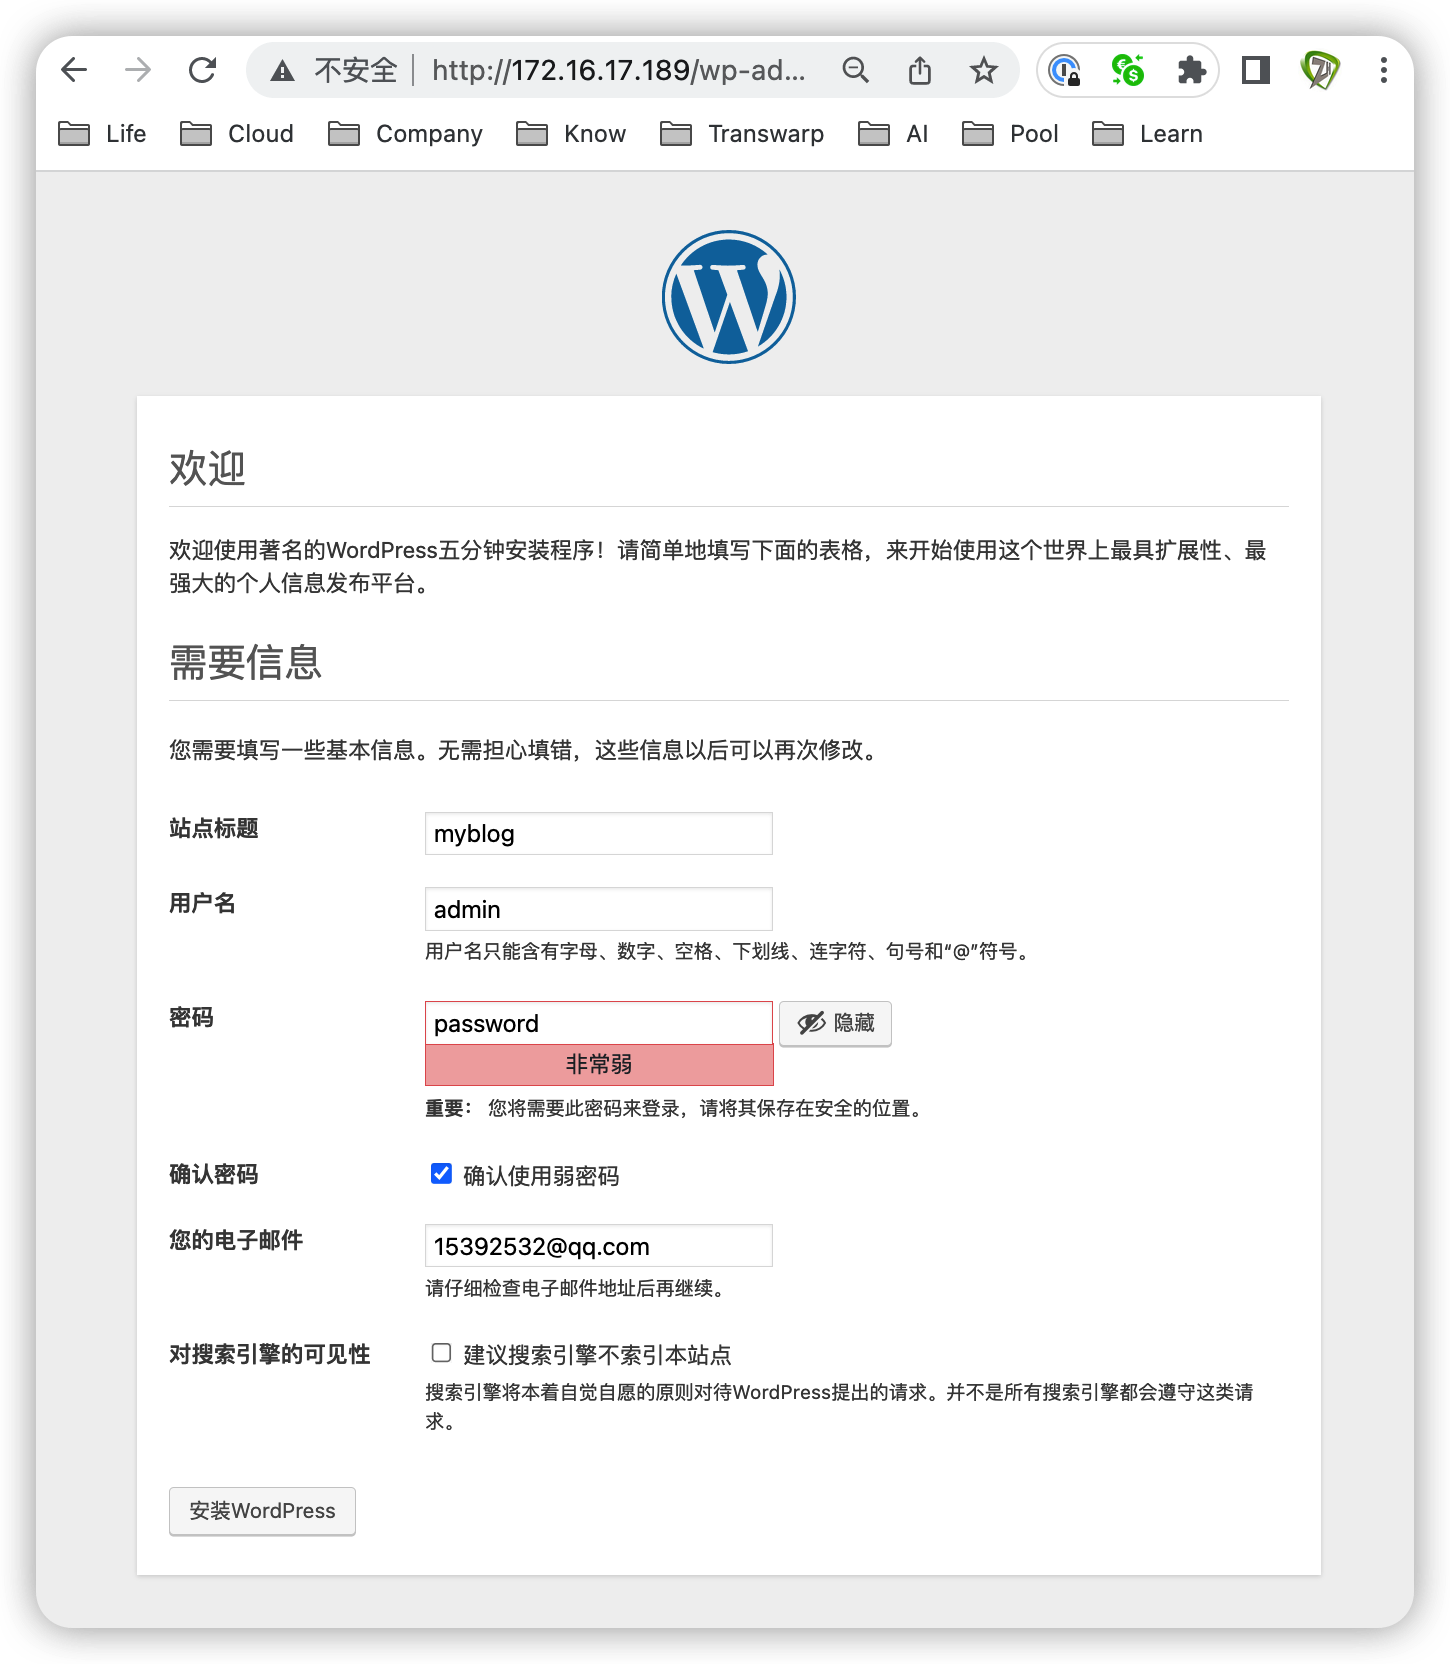 不安全 http://172.16.17.189/wp-ad...
Life Cloud Company Know Transwarp AI Pool Learn
欢迎
欢迎使用著名的WordPress五分钟安装程序！请简单地填写下面的表格，来开始使用这个世界上最具扩展性、最
强大的个人信息发布平台。
需要信息
您需要填写一些基本信息。无需担心填错，这些信息以后可以再次修改。
站点标题 myblog
用户名 admin
用户名只能含有字母、数字、空格、下划线、连字符、句号和“@”符号。
密码 password 隐藏
非常弱
重要： 您将需要此密码来登录，请将其保存在安全的位置。
确认密码 确认使用弱密码
您的电子邮件 15392532@qq.com
请仔细检查电子邮件地址后再继续。
对搜索引擎的可见性 建议搜索引擎不索引本站点
搜索引擎将本着自觉自愿的原则对待WordPress提出的请求。并不是所有搜索引擎都会遵守这类请
求。
安装WordPress